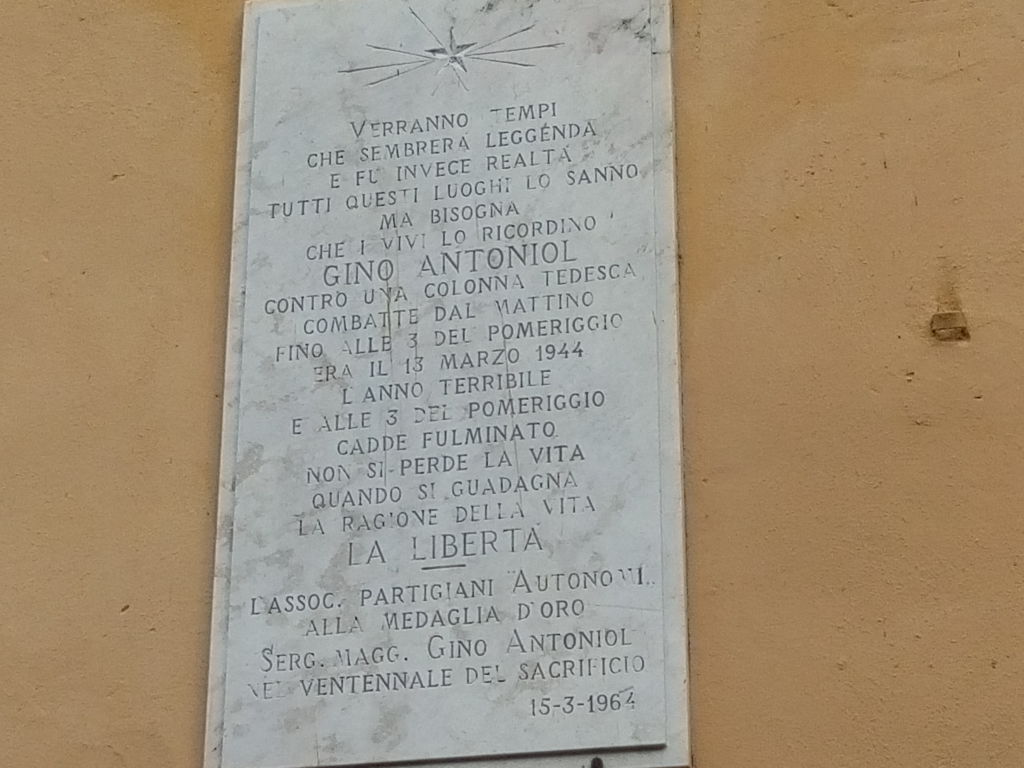 VERRANNO TEMPI
CHE SEMBRERÀ LEGGENDA
E FU INVECE REALTÀ
TUTTI QUESTI LUOGHI LO SANNO
MA BISOGNA
CHE I VIVI LO RICORDINO
GINO ANTONIOL
CONTRO UNA COLONNA TEDESCA
COMBATTE DAL MATTINO
FINO ALLE 3 DEL POMERIGGIO
ERA IL 13 MARZO 1944
L'ANNO TERRIBILE
E ALLE 3 DEL POMERIGGIO
CADDE FULMINATO
NON SI PERDE LA VITA
QUANDO SI GUADAGNA
LA RAGIONE DELLA VITA
LA LIBERTÀ
L'ASSOC. PARTIGIANI "AUTONOMI"
ALLA MEDAGLIA D'ORO
SERG. MAGG. GINO ANTONIOL
NEL VENTENNALE DEL SACRIFICIO
15-3-1964